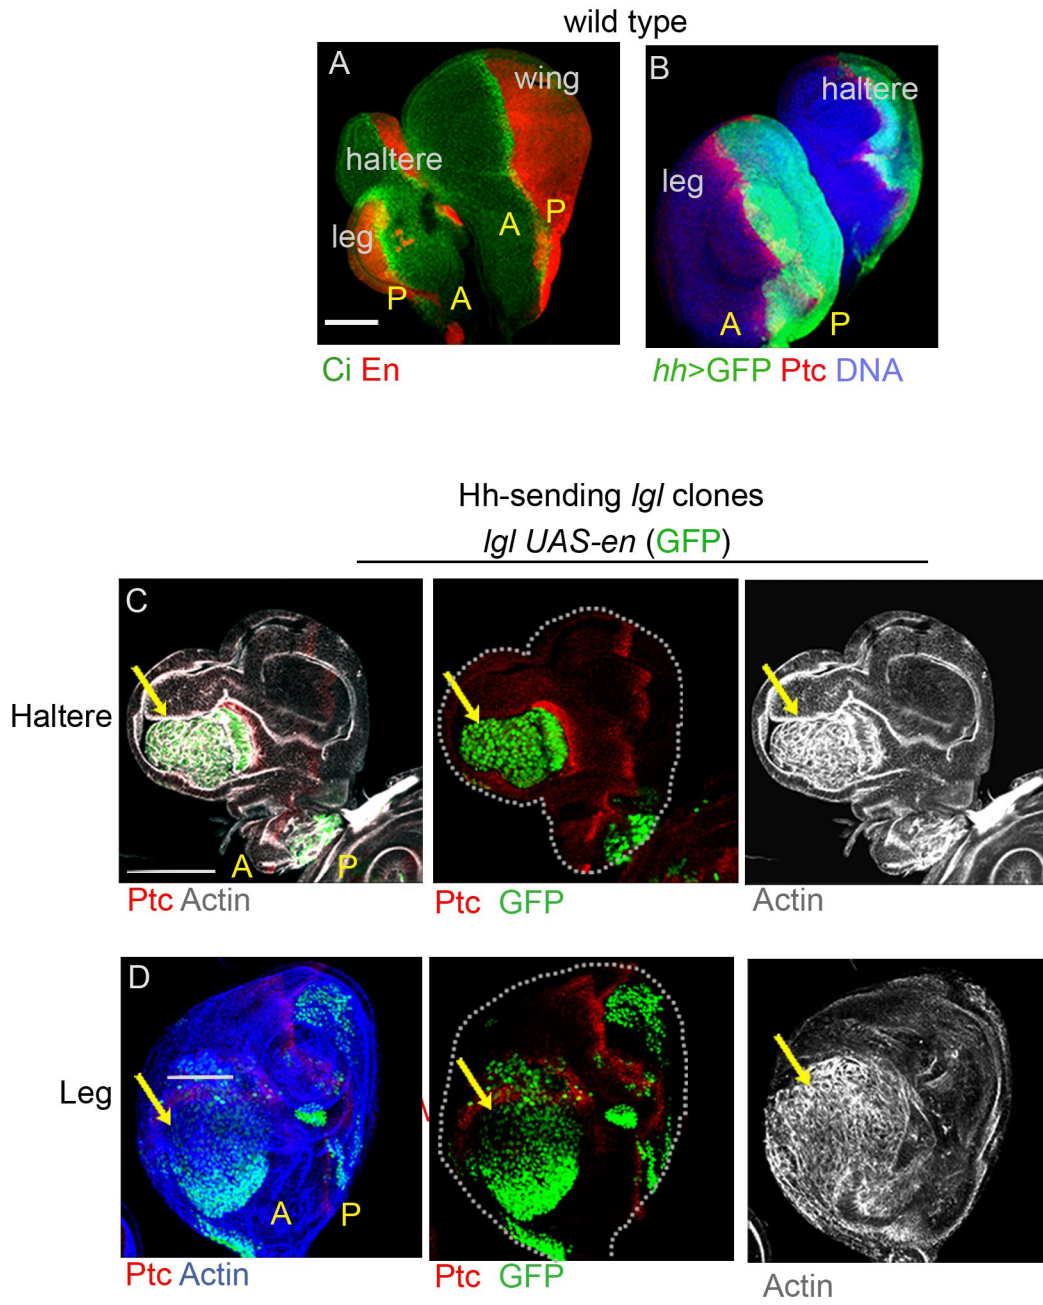 wild type
A
wing
haltere
leg
A
P
P
A
Ci En
B
haltere
leg
A
P
hh>GFP Ptc DNA
Hh-sending lgl clones
lgl UAS-en (GFP)
Haltere
C
A
P
Ptc Actin
Ptc GFP
Actin
Leg
D
A
P
Ptc Actin
Ptc GFP
Actin